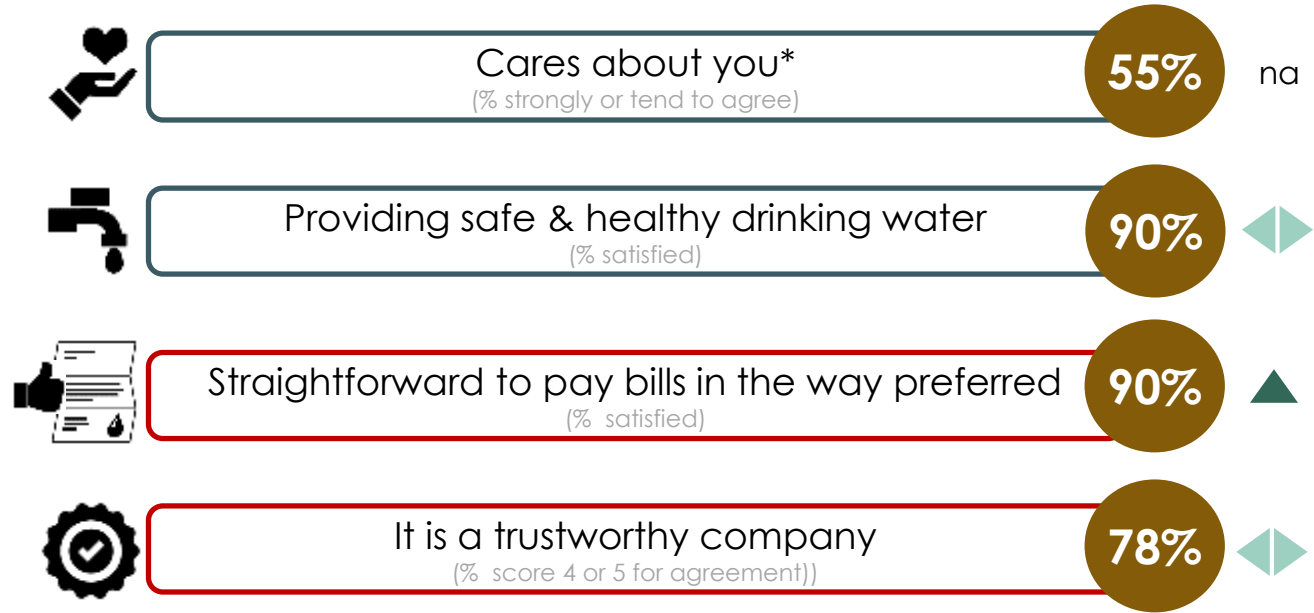 Cares about you*
(% strongly or tend to agree)
55%
na
Providing safe & healthy drinking water
(% satisfied)
90%
Straightforward to pay bills in the way preferred
(%  satisfied)
90%
It is a trustworthy company
(%  score 4 or 5 for agreement))
78%